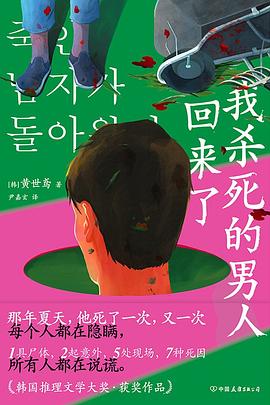 죽인
남자가
돌아왔다
我杀死的男人
回来了
[韩]黄世鸢 著
尹嘉玄 译
那年夏天,他死了一次,又一次
每个人都在隐瞒,
1具尸体,2起意外,5处现场,7种死因
所有人都在说谎。
《韩国推理文学大奖·获奖作品》
中国友谊出版公司